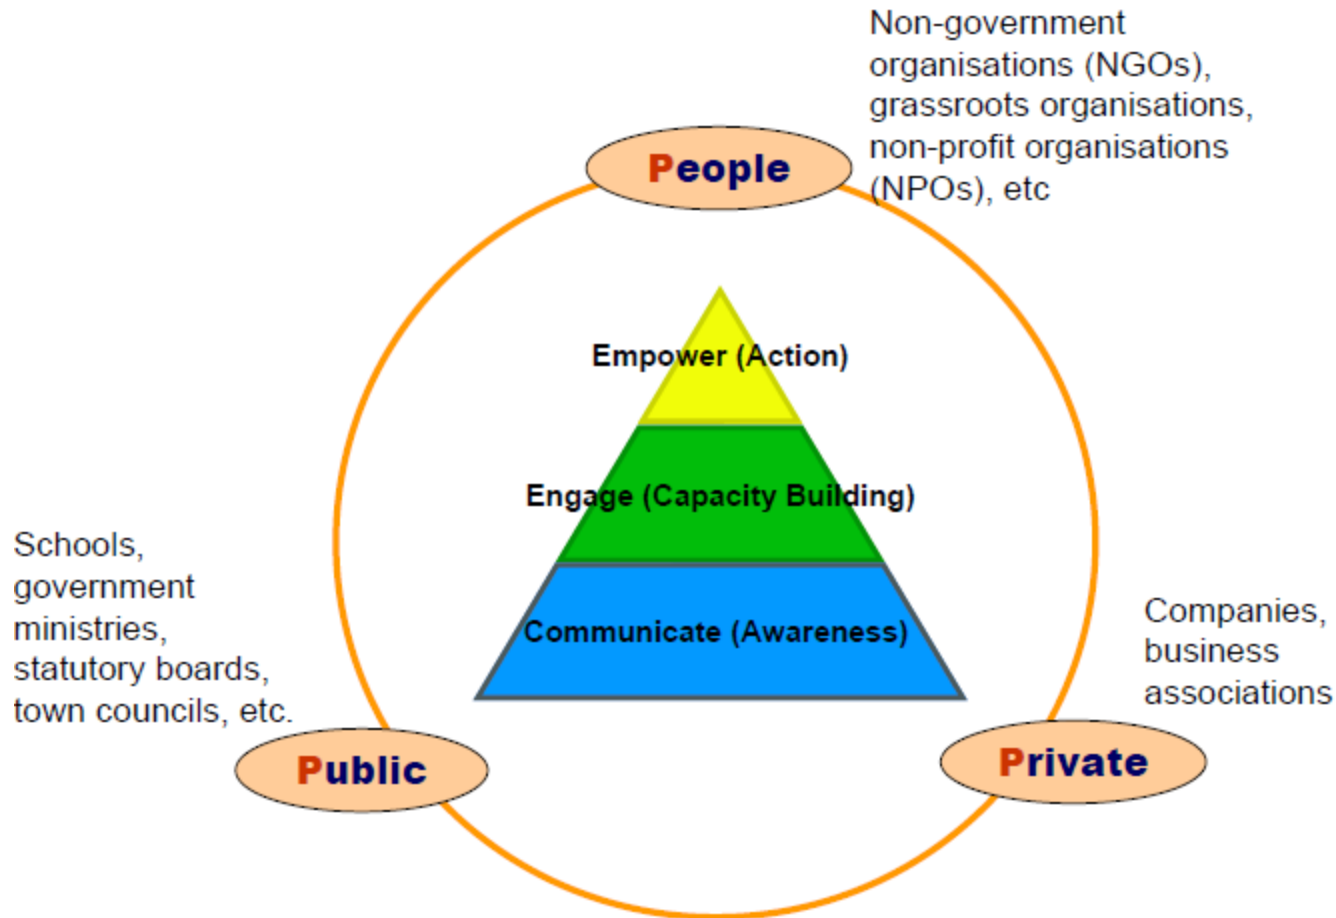 Non-government
organisations (NGOs),
grassroots organisations,
non-profit organisations
(NPOs), etc
People
Empower (Action)
Engage (Capacity Building)
Communicate (Awareness)
Schools,
government
ministries,
statutory boards,
town councils, etc.
Public
Companies,
business
associations
Private